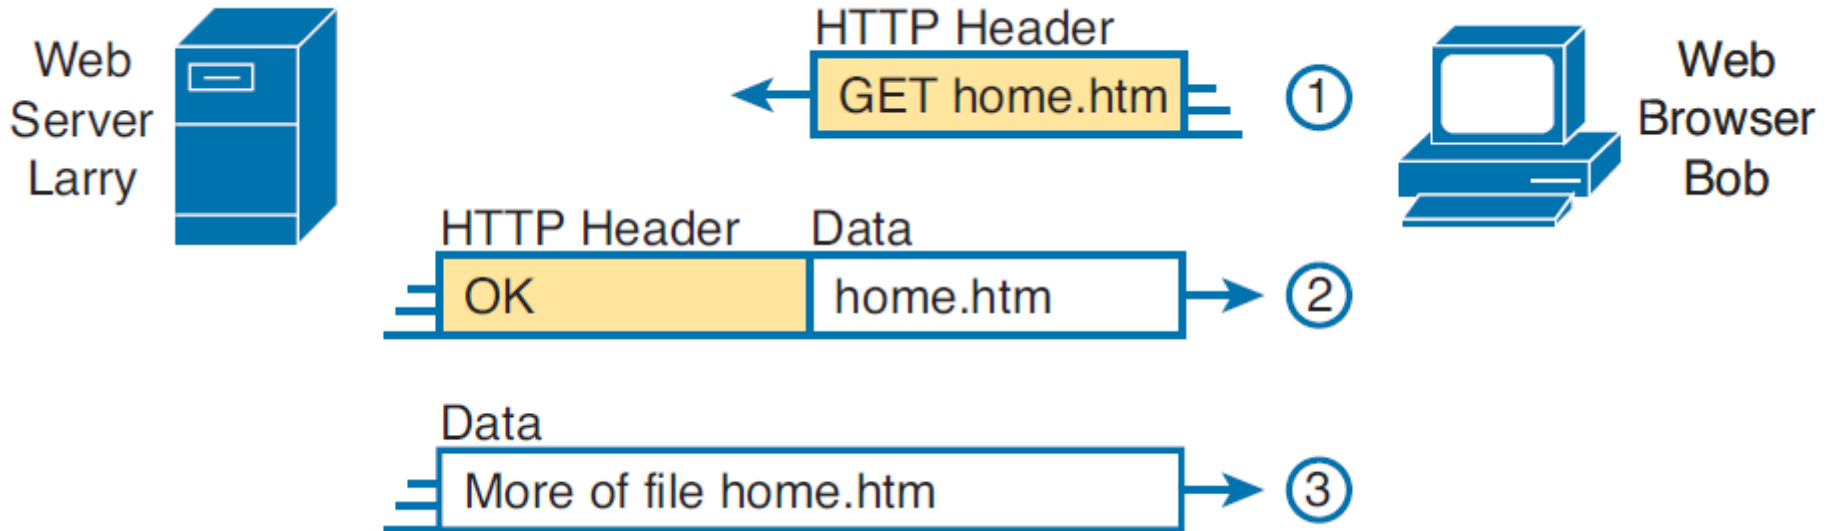 Web
Server
Larry
HTTP Header
GET home.htm
1
Web
Browser
Bob
HTTP Header
Data
OK
home.htm
2
Data
More of file home.htm
3